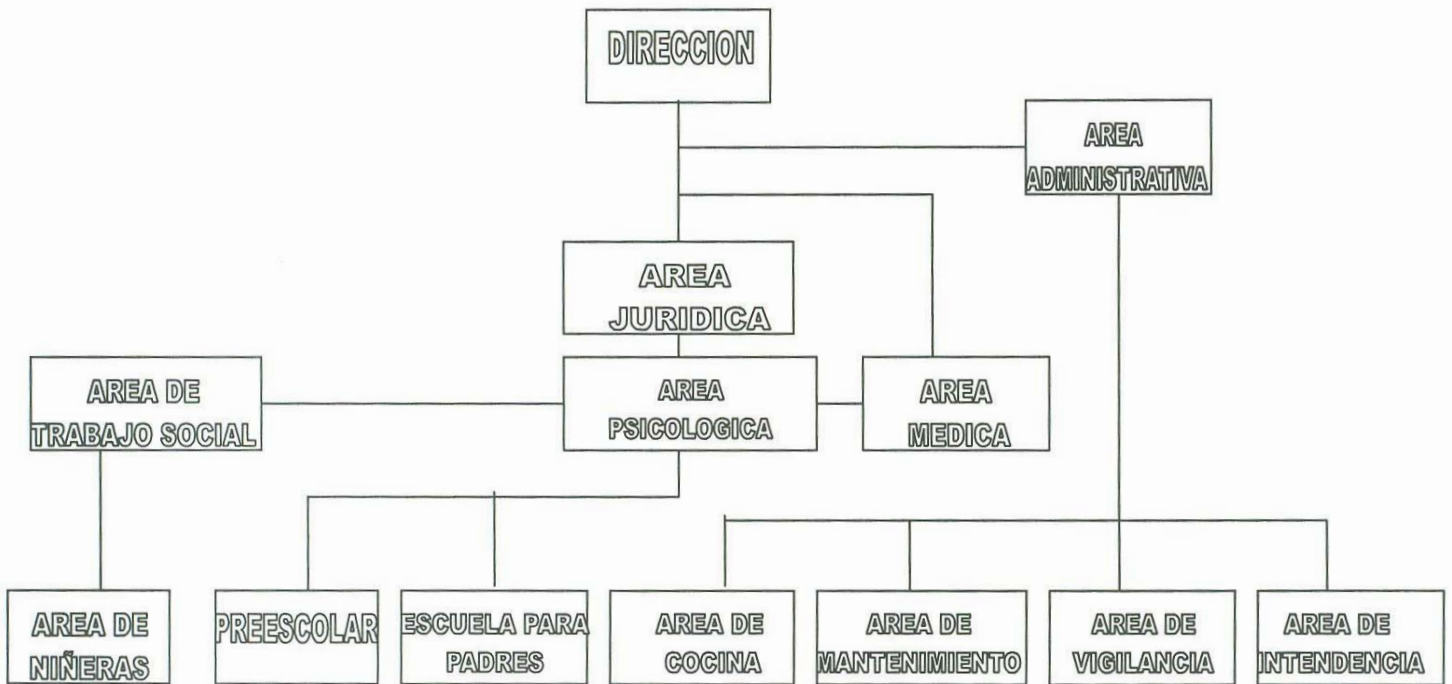 DIRECCION
AREA
ADMINISTRATIVA
AREA
JURIDICA
AREA DE
TRABAJO SOCIAL
AREA
PSICOLOGICA
AREA
MEDICA
AREA DE
NIÑERAS
PREESCOLAR
ESCUELA PARA
PADRES
AREA DE
COCINA
AREA DE
MANTENIMIENTO
AREA DE
VIGILANCIA
AREA DE
INTENDENCIA